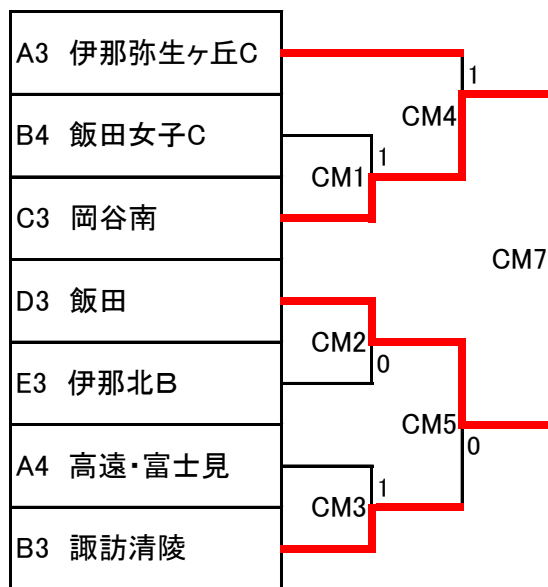 A3 伊那弥生ヶ丘C
1
CM4
B4 飯田女子C
1
CM1
C3 岡谷南
CM7
D3 飯田
CM2
0
E3 伊那北B
CM5
0
A4 高遠・富士見
1
CM3
B3 諏訪清陵